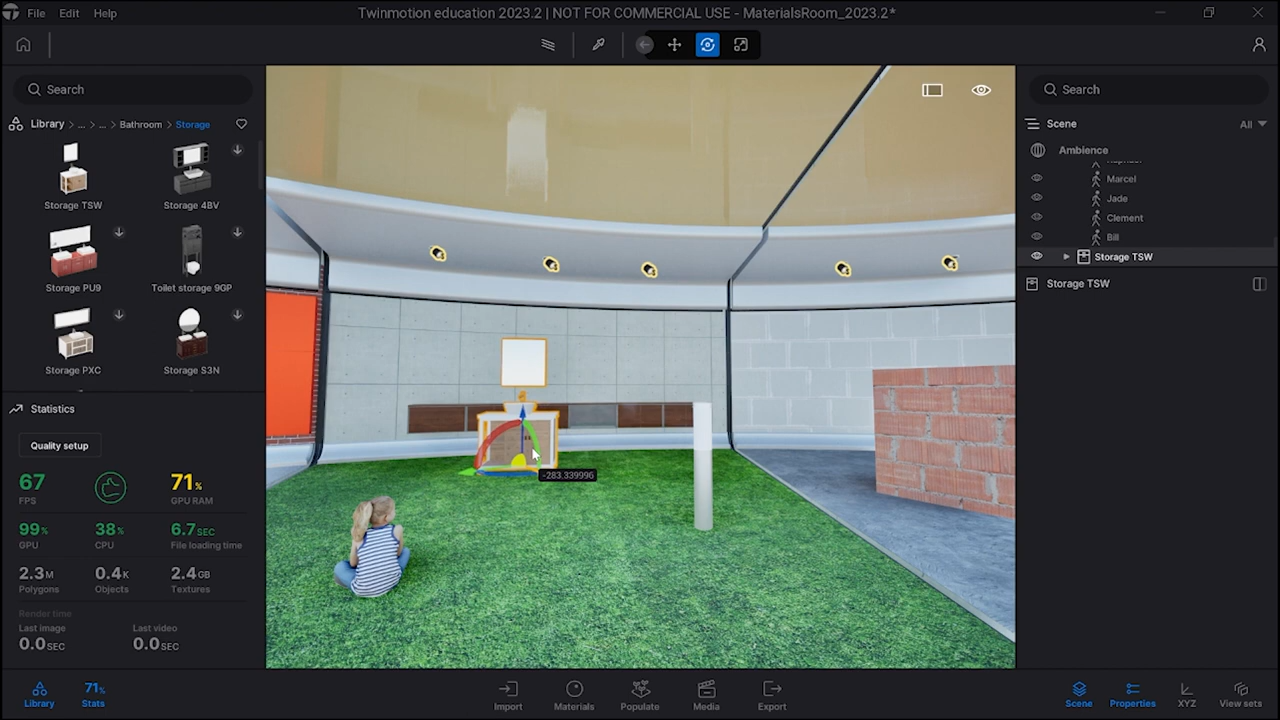 File Edit Help
Twinmotion education 2023.2 | NOT FOR COMMERCIAL USE - MaterialsRoom_2023.2*
Search
Library > ... > ... > Bathroom > Storage
Storage TSW
Storage 4BV
Storage PU9
Toilet storage 9GP
Storage PXC
Storage S3N
Statistics
Quality setup
67
FPS
71%
GPU RAM
99%
GPU
38%
CPU
6.7SEC
File loading time
2.3M
Polygons
0.4K
Objects
2.4GB
Textures
Render time
Last image
0.0SEC
Last video
0.0SEC
-283.339996
Search
Scene
All
Ambience
Marcel
Jade
Clement
Bill
Storage TSW
Storage TSW
Library
71%
Stats
Import
Materials
Populate
Media
Export
Scene
Properties
XYZ
View sets